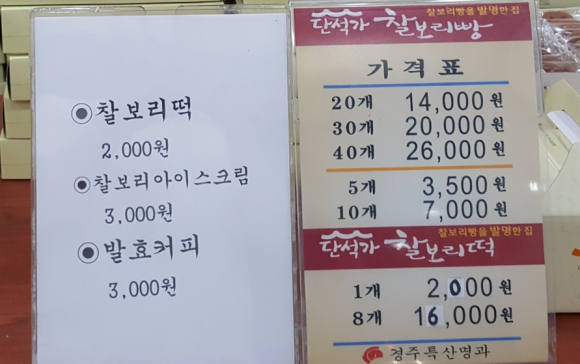 ◉찰보리떡
2,000원
◉찰보리아이스크림
3,000원
◉발효커피
3,000원
찰보리빵을 발명한 집
단석가 찰보리빵
가격표
20개 14,000원
30개 20,000원
40개 26,000원
5개 3,500원
10개 7,000원
찰보리빵을 발명한 집
단석가 찰보리떡
1개 2,000원
8개 16,000원
경주특산명과